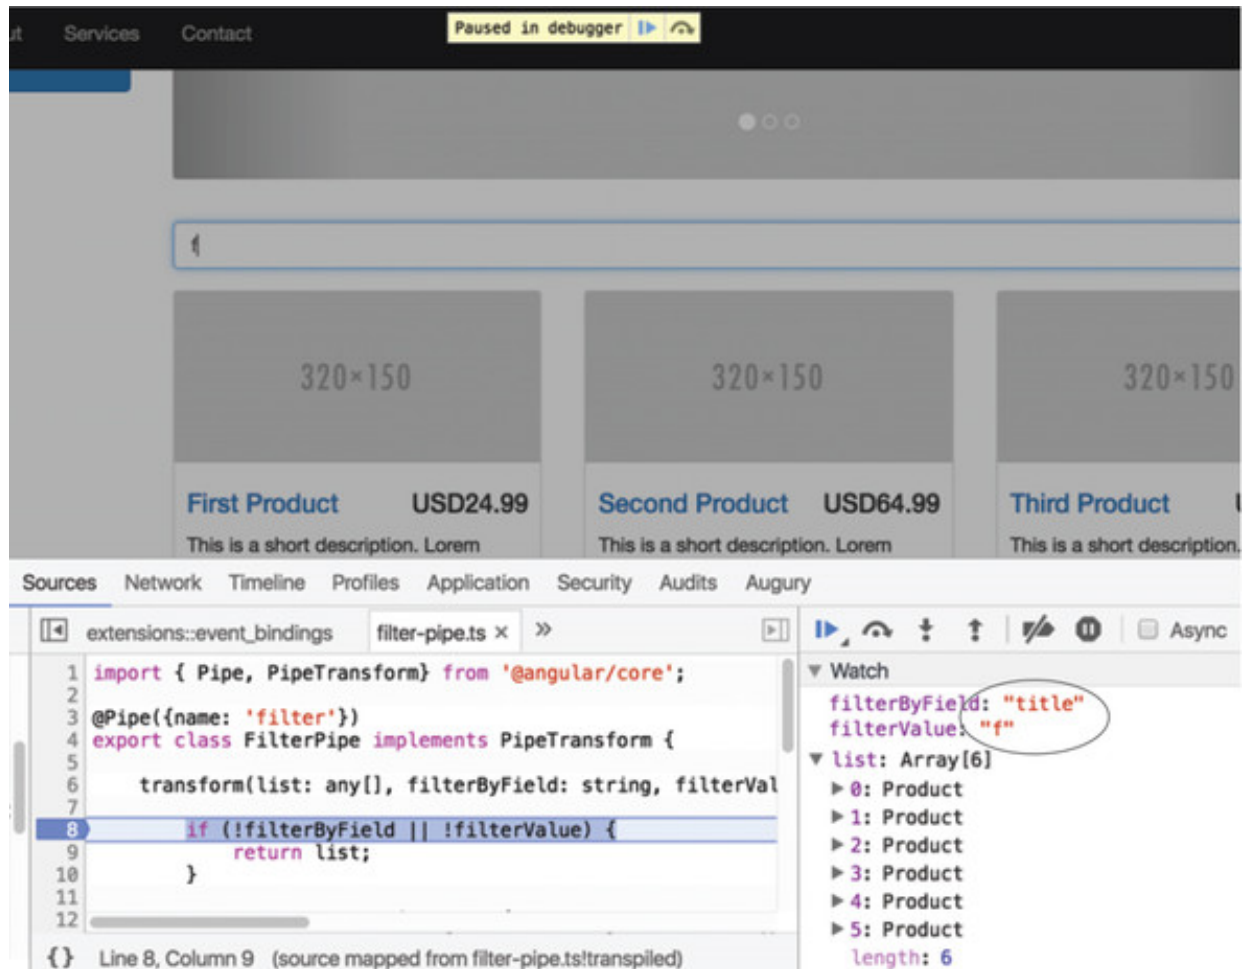 Services Contact Paused in debugger
f
320×150 320×150 320×150
First Product USD24.99 Second Product USD64.99 Third Product
This is a short description. Lorem This is a short description. Lorem This is a short description.
Sources Network Timeline Profiles Application Security Audits Augury
extensions::event_bindings filter-pipe.ts × »
Async
1 import { Pipe, PipeTransform} from '@angular/core';
2
3 @Pipe({name: 'filter'})
4 export class FilterPipe implements PipeTransform {
5
6 transform(list: any[], filterByField: string, filterVal
7
8 if (!filterByField || !filterValue) {
9 return list;
10 }
11
12
{} Line 8, Column 9 (source mapped from filter-pipe.ts!transpiled)
▼ Watch
filterByField: "title"
filterValue: "f"
▼ list: Array[6]
▶ 0: Product
▶ 1: Product
▶ 2: Product
▶ 3: Product
▶ 4: Product
▶ 5: Product
length: 6